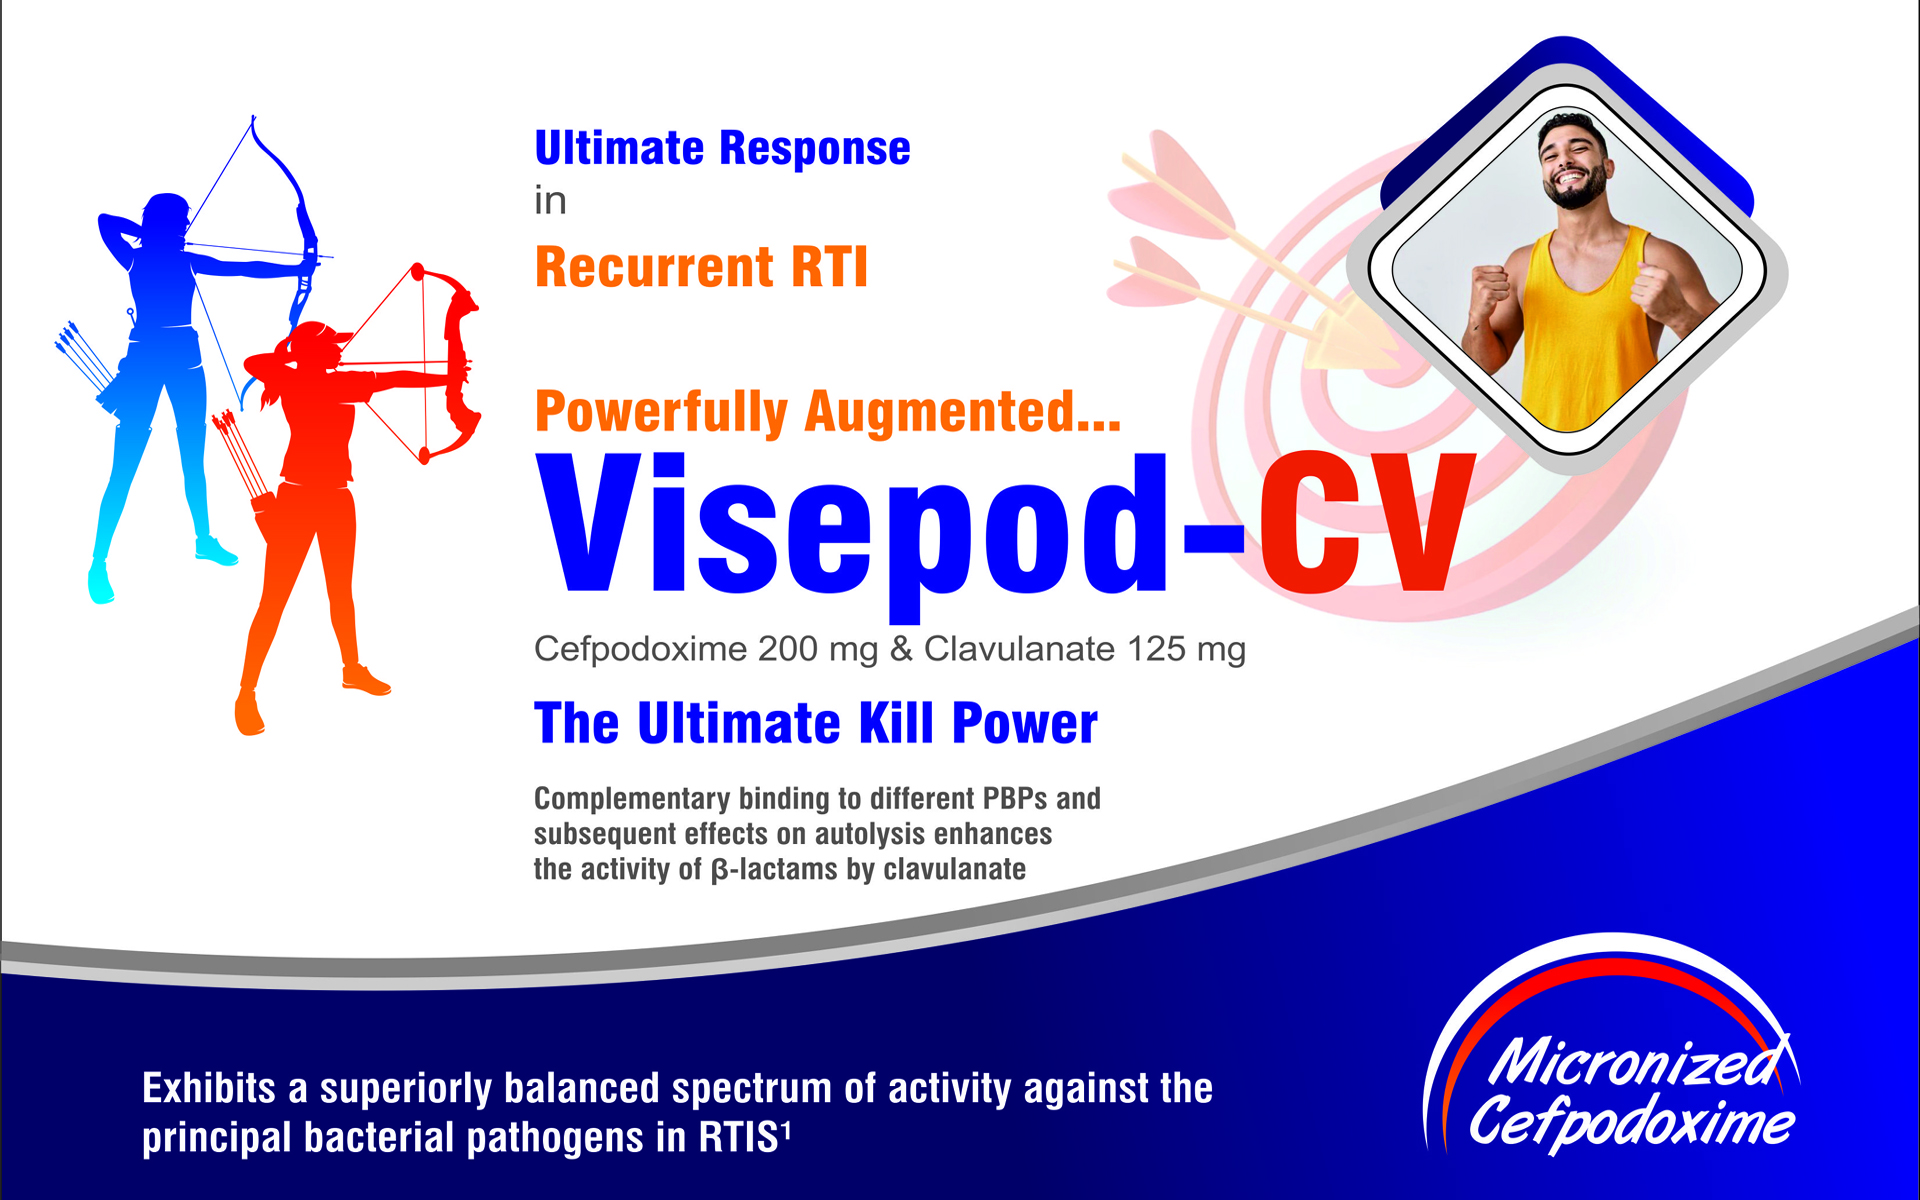 Ultimate Response
in
Recurrent RTI
Powerfully Augmented...
Visepod-CV
Cefpodoxime 200 mg & Clavulanate 125 mg
The Ultimate Kill Power
Complementary binding to different PBPs and
subsequent effects on autolysis enhances
the activity of β-lactams by clavulanate
Exhibits a superiorly balanced spectrum of activity against the
principal bacterial pathogens in RTIS¹
Micronized
Cefpodoxime